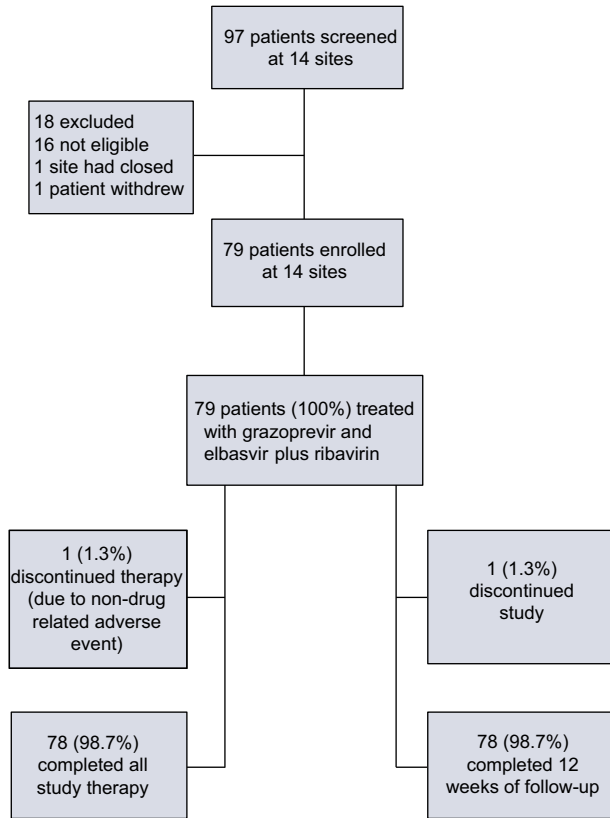 97 patients screened
at 14 sites
18 excluded
16 not eligible
1 site had closed
1 patient withdrew
79 patients enrolled
at 14 sites
79 patients (100%) treated
with grazoprevir and
elbasvir plus ribavirin
1 (1.3%)
discontinued therapy
(due to non-drug
related adverse
event)
1 (1.3%)
discontinued
study
78 (98.7%)
completed all
study therapy
78 (98.7%)
completed 12
weeks of follow-up